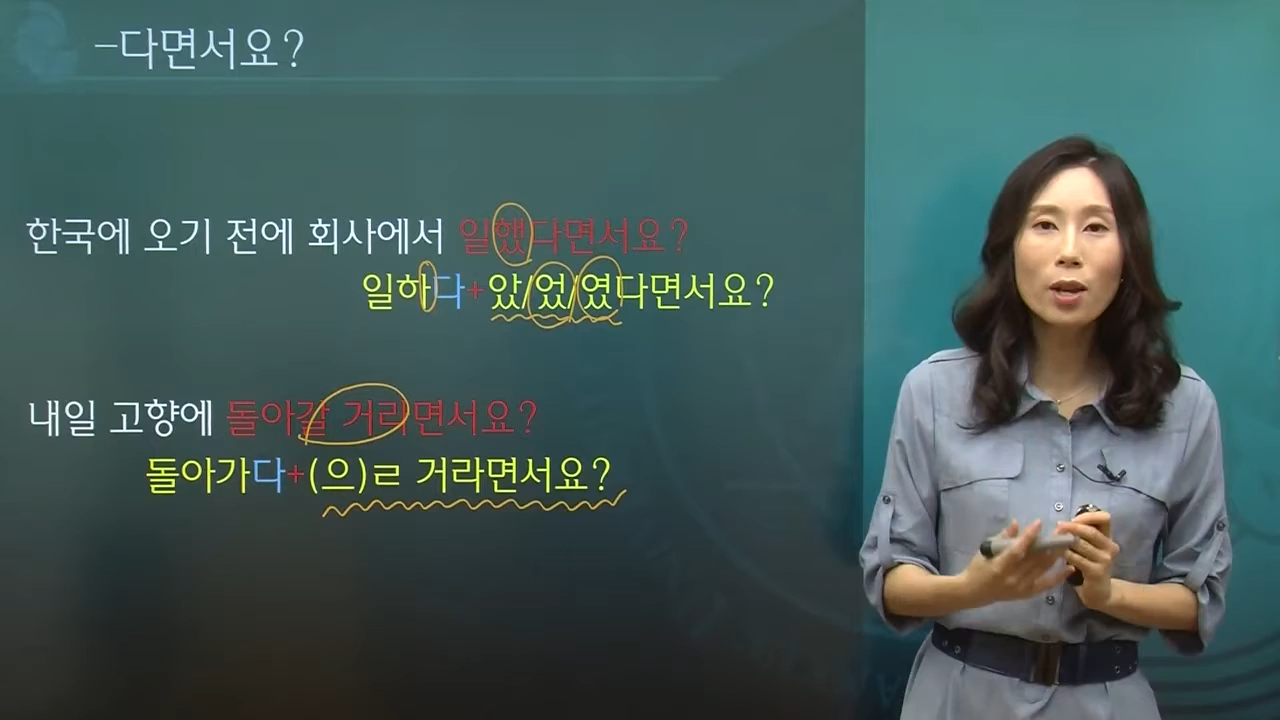 -다면서요?
한국에 오기 전에 회사에서 일했다면서요?
일하다+았/었/였다면서요?
내일 고향에 돌아갈 거라면서요?
돌아가다+(으)ㄹ 거라면서요?